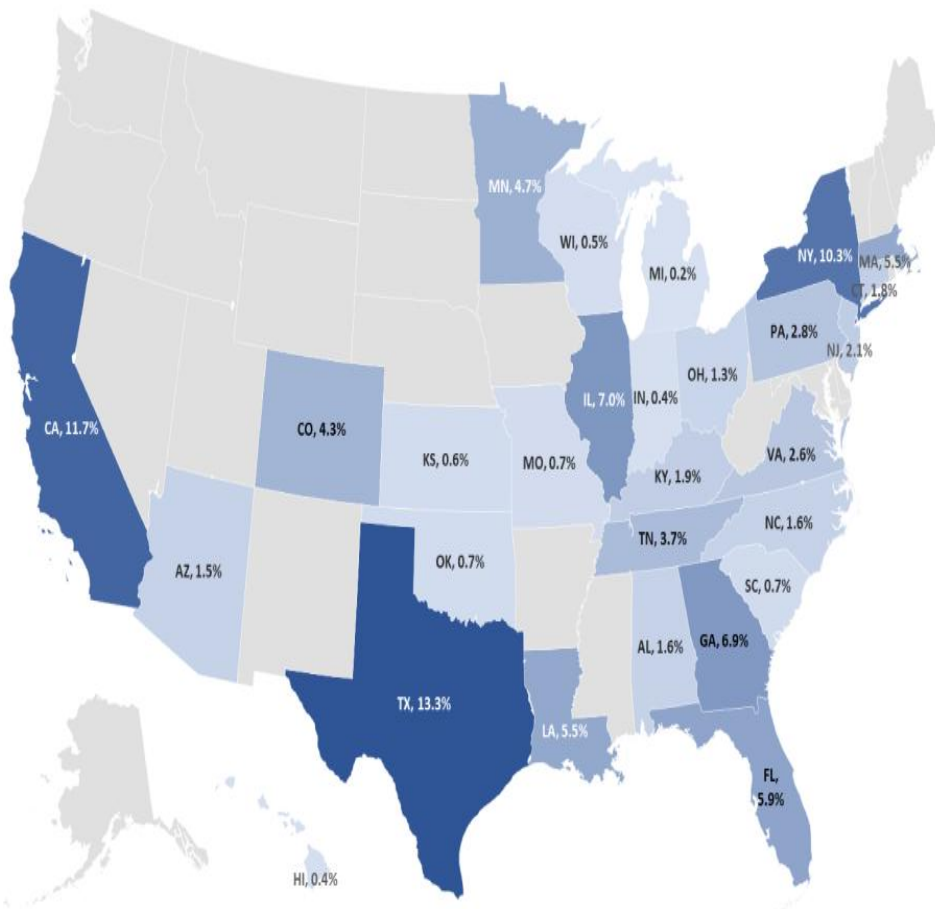 MN, 4.7%
WI, 0.5%
MI, 0.2%
NY, 10.3%
MA, 5.5%
CT, 1.8%
PA, 2.8%
NJ, 2.1%
OH, 1.3%
IL, 7.0%
IN, 0.4%
CA, 11.7%
CO, 4.3%
KS, 0.6%
MO, 0.7%
KY, 1.9%
VA, 2.6%
NC, 1.6%
TN, 3.7%
AZ, 1.5%
OK, 0.7%
SC, 0.7%
AL, 1.6%
GA, 6.9%
TX, 13.3%
LA, 5.5%
FL,
5.9%
HI, 0.4%